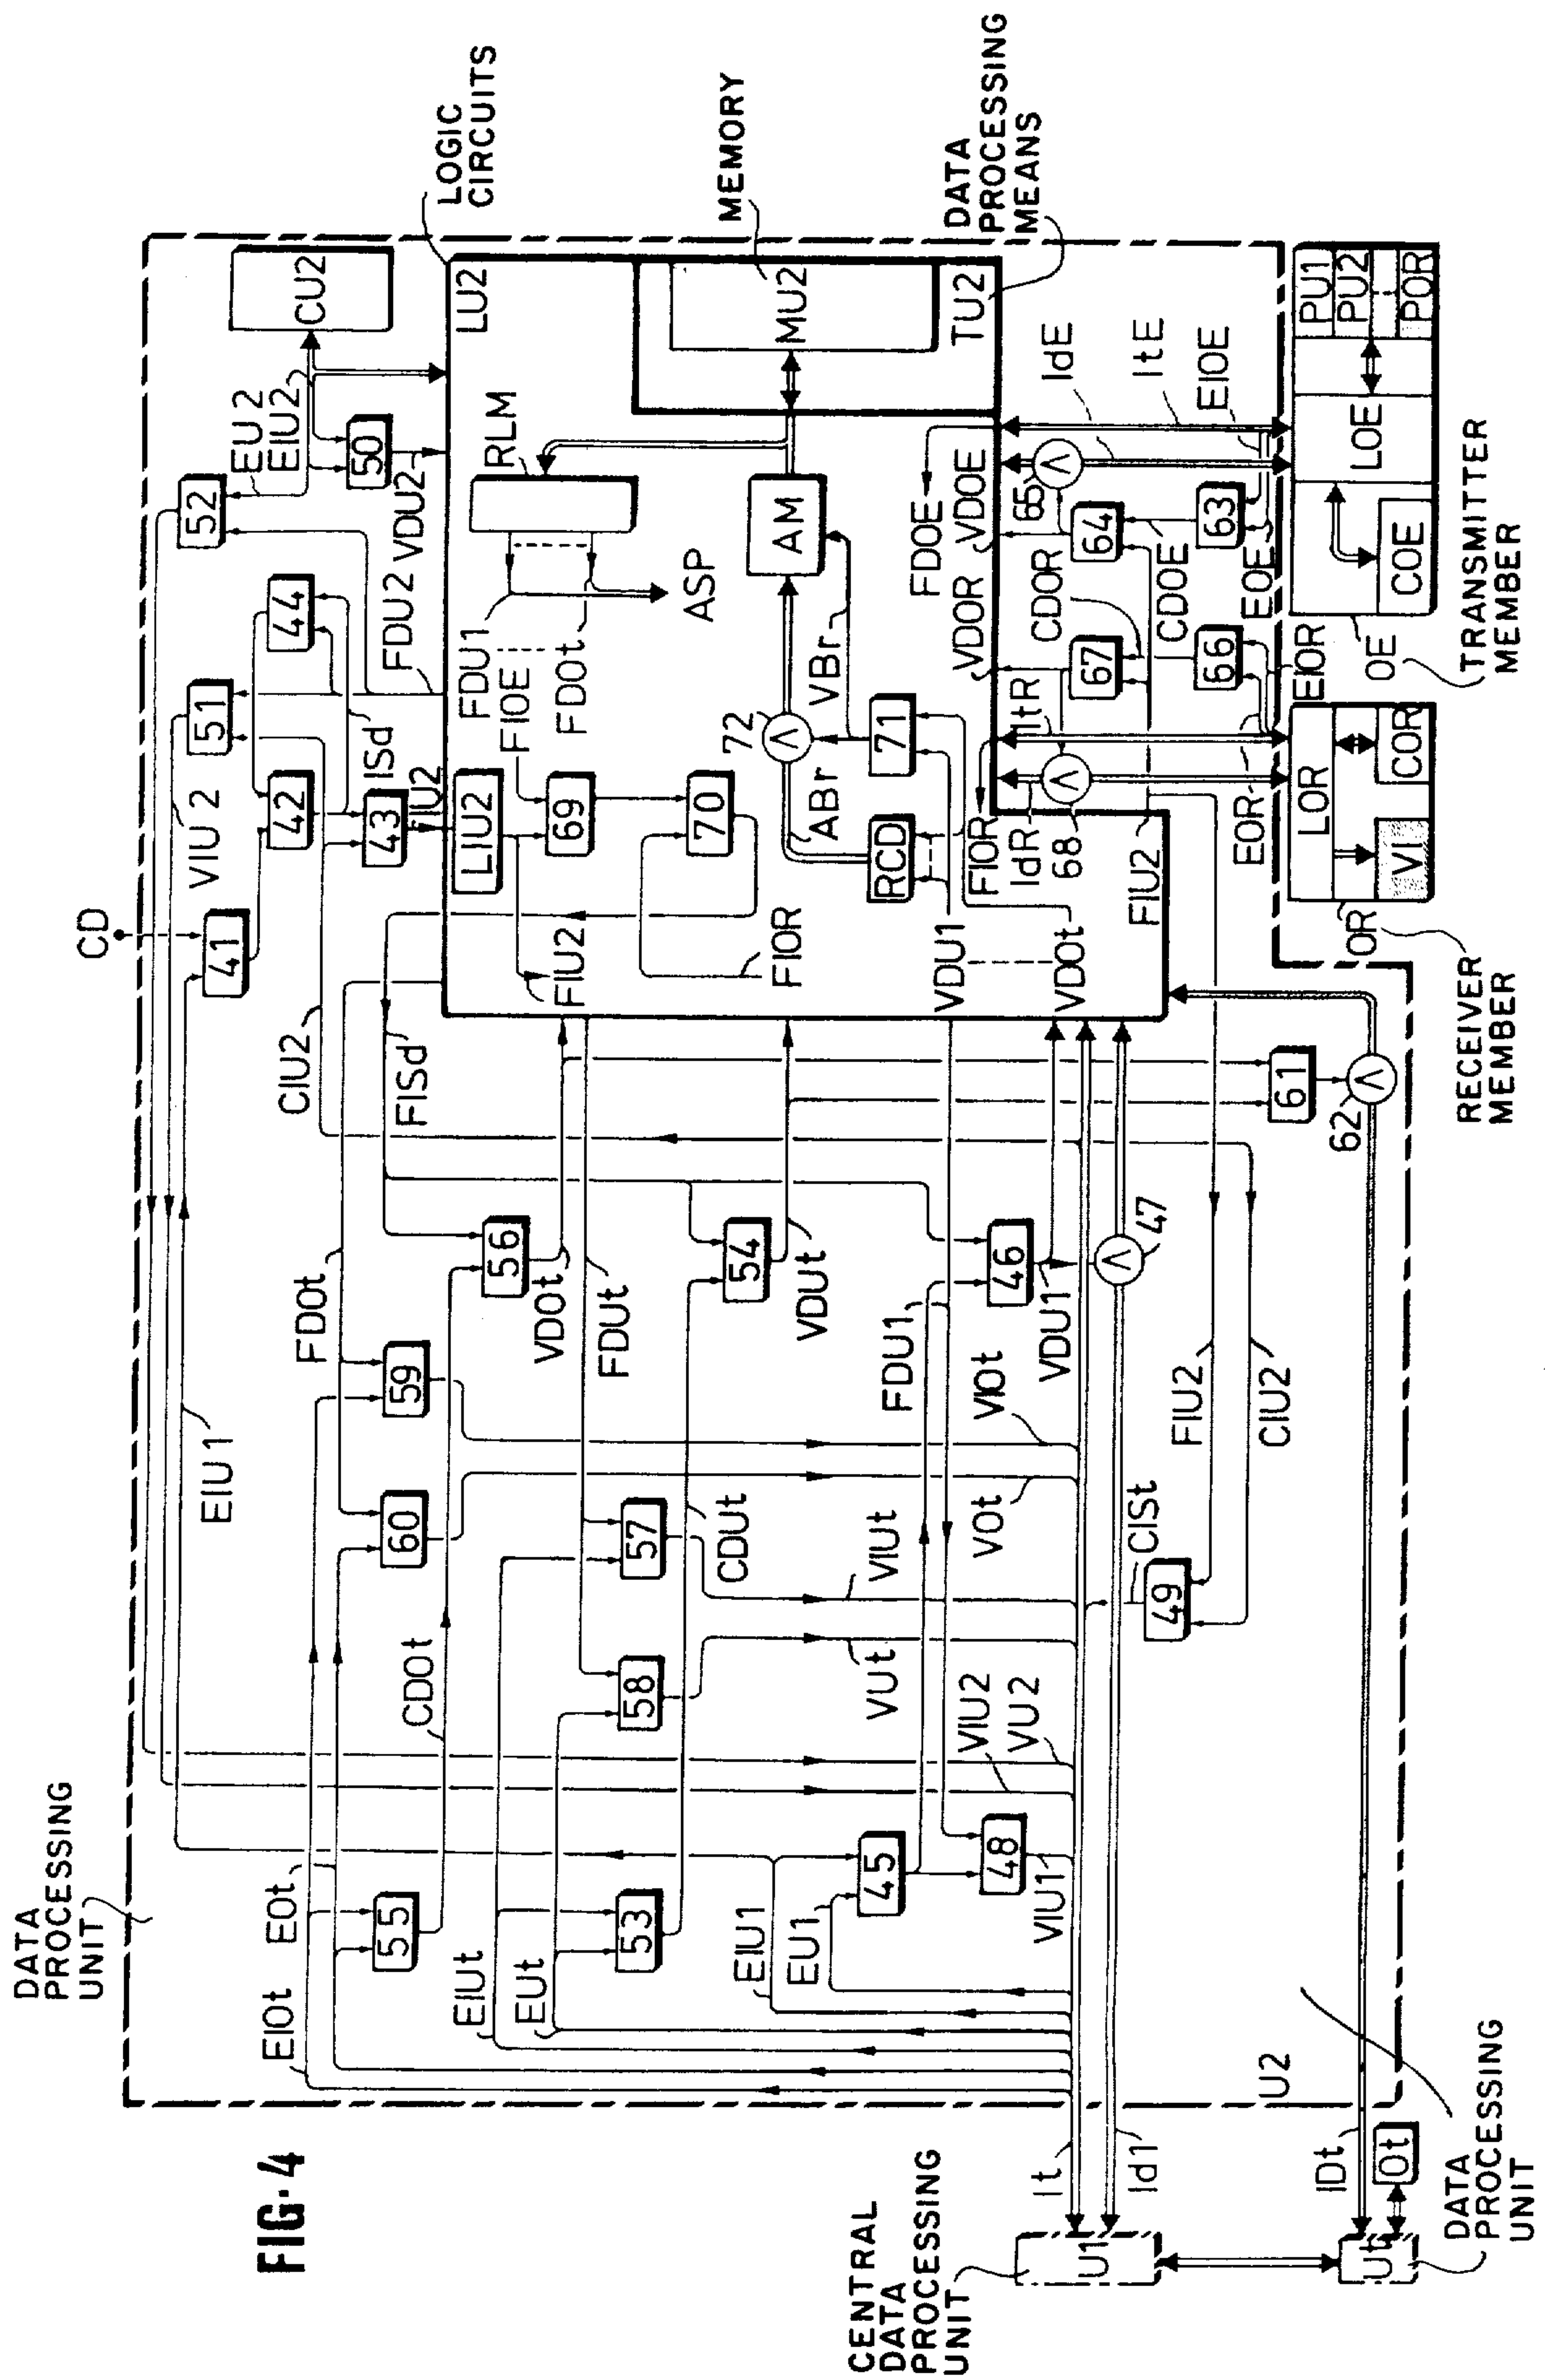 FIG. 4
DATA
PROCESSING
UNIT
CD
LOGIC
CIRCUITS
MEMORY
DATA
PROCESSING
MEANS
TRANSMITTER
MEMBER
RECEIVER
MEMBER
CENTRAL
DATA
PROCESSING
UNIT
DATA
PROCESSING
UNIT
EIU1
VIU 2
41
51
52
44
42
43
50
CU2
EU 2
EIU2
VDU2
FDU2
ISd
CIU2
TIU2
LU2
LIU2
RLM
FDU1
FIOE
FDOt
ASP
69
70
FIU2
FIOR
MU2
TU2
AM
72
VBr
ABr
71
RCD
VDU1
VDOt
FDOE
VDOE
VDOR
FIOR
FIU2
IdE
ItE
EIOE
65
64
63
CDOR
CDOE
EOE
67
66
ItR
IdR
68
EIOR
EOR
PU1
PU2
POR
LOE
COE
OE
LOR
COR
VI
OR
EIOt
EOt
55
CDOt
FDOt
59
60
FISd
56
VDOt
FDUt
EIUt
EUt
53
58
57
CDUt
54
VDUt
EIU1
EU1
45
48
VIU1
FDU1
46
VDU1
47
VIOt
VOt
VIUt
VUt
VIU2
VU2
CISt
49
FIU2
CIU2
61
62
U2
It
Id1
IDt
Ot
U1
Ut